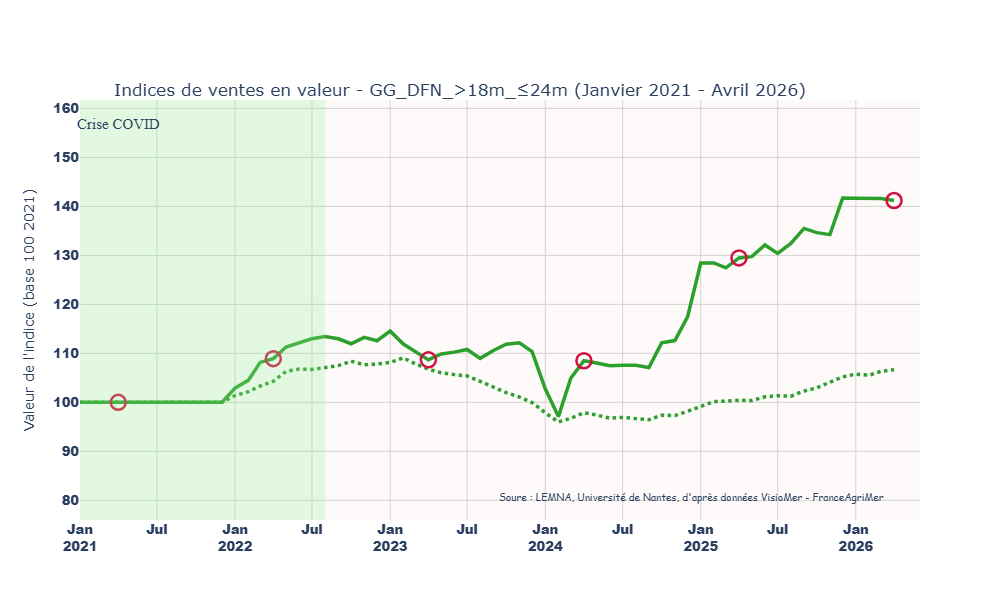 Indices de ventes en valeur - GG_DFN_>18m_≤24m (Janvier 2021 - Avril 2026)
Crise COVID
Valeur de l'indice (base 100 2021)
160
150
140
130
120
110
100
90
80
Soure : LEMNA, Université de Nantes, d'après données VisioMer - FranceAgriMer
Jan Jul Jan Jul Jan Jul Jan Jul Jan Jul Jan
2021 2022 2023 2024 2025 2026